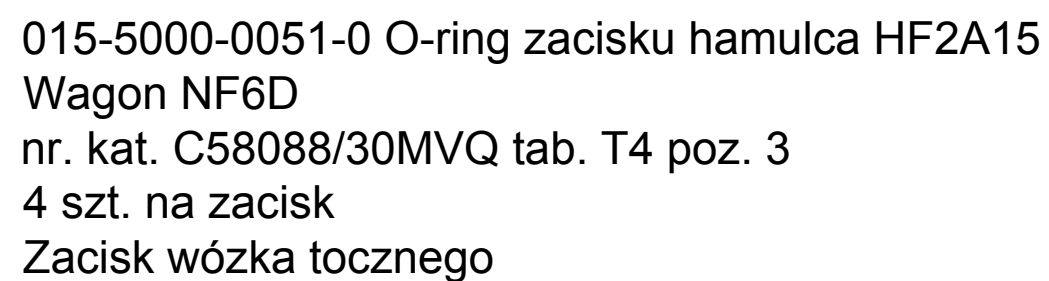 015-5000-0051-0 O-ring zacisku hamulca HF2A15
Wagon NF6D
nr. kat. C58088/30MVQ tab. T4 poz. 3
4 szt. na zacisk
Zacisk wózka tocznego